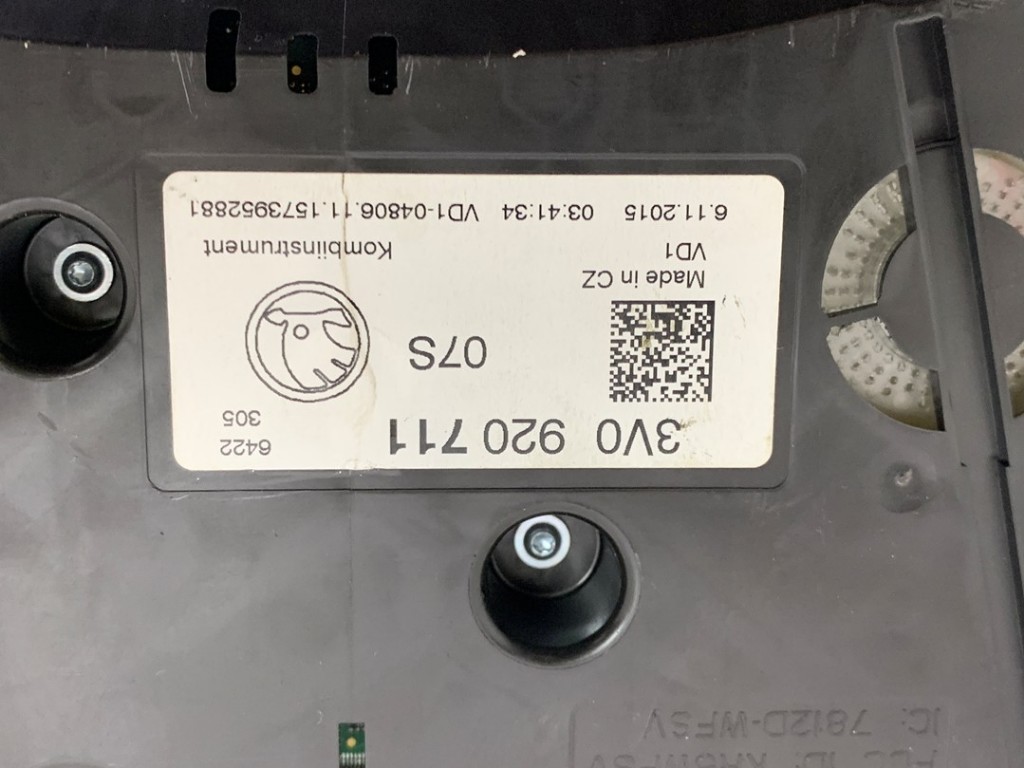 3V0 920 711
6422
305
07S
Made in CZ
VD1
Kombiinstrument
6.11.2015 03:41:34 VD1-04806.11.1573952881
IC: 7812D-WFSV